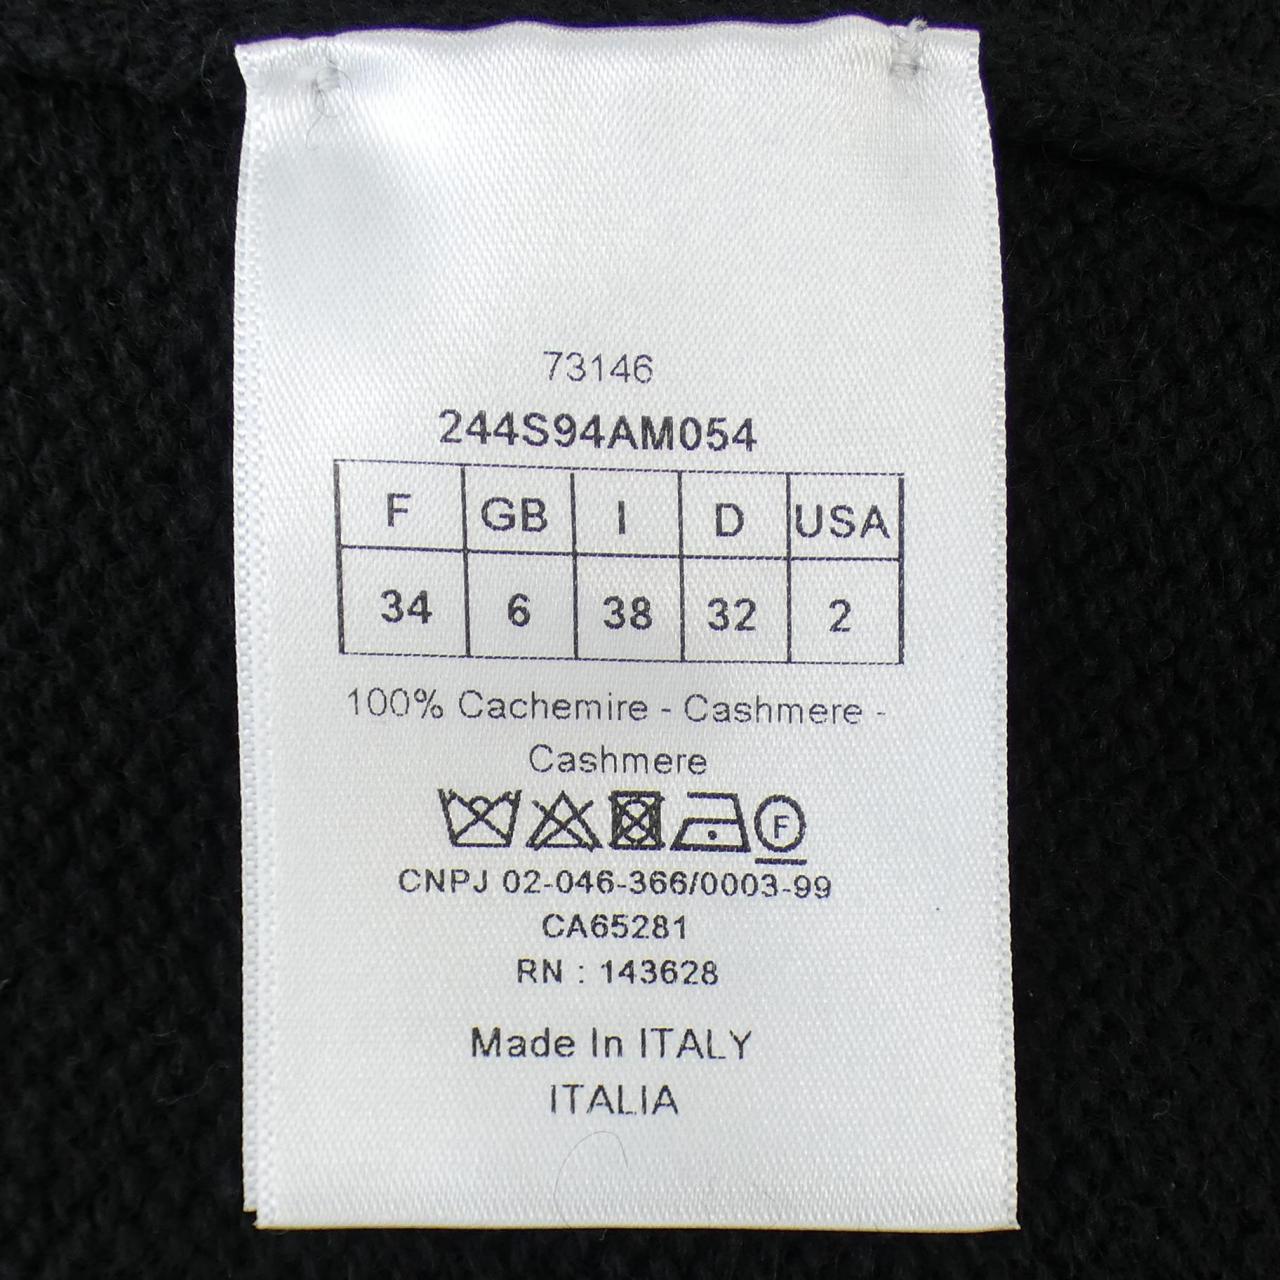 73146
244S94AM054
F GB I D USA
34 6 38 32 2
100% Cachemire - Cashmere -
Cashmere
F
CNPJ 02-046-366/0003-99
CA65281
RN : 143628
Made In ITALY
ITALIA